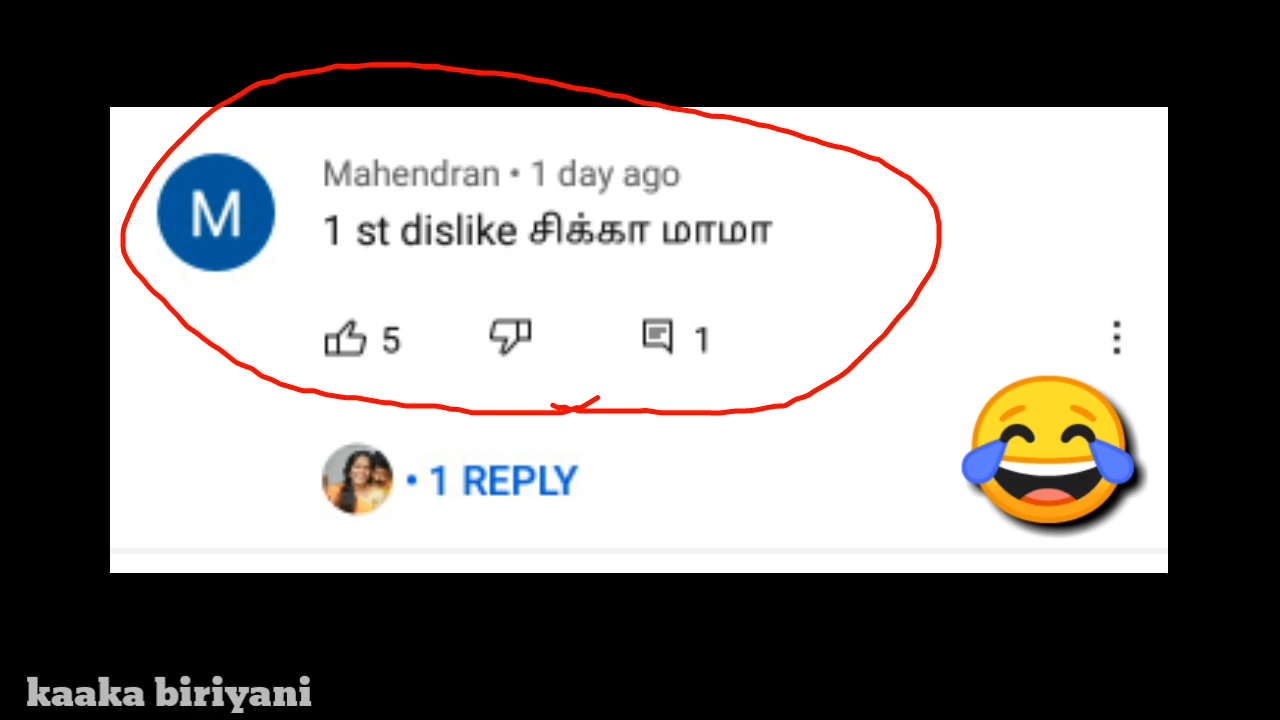 M
Mahendran • 1 day ago
1 st dislike சிக்கா மாமா
5 1
• 1 REPLY
kaaka biriyani